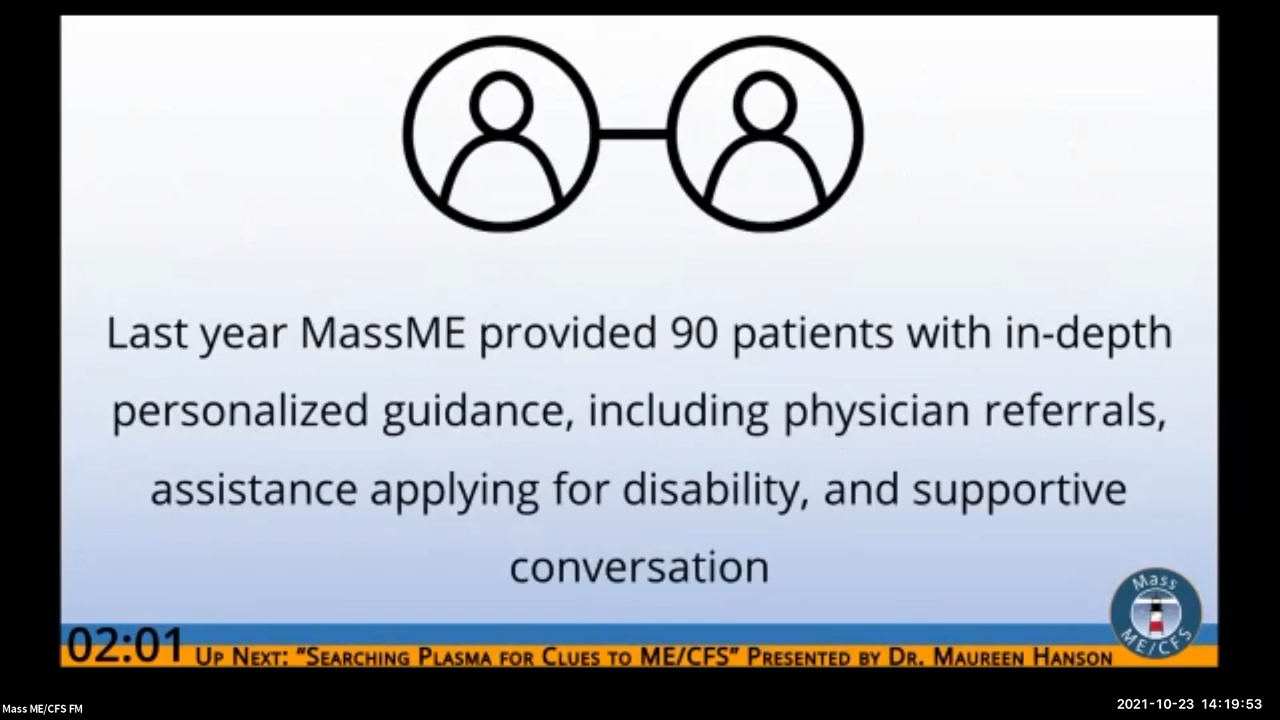 Last year MassME provided 90 patients with in-depth
personalized guidance, including physician referrals,
assistance applying for disability, and supportive
conversation
Mass
ME/CFS
02:01
Up Next: “Searching Plasma for Clues to ME/CFS” Presented by Dr. Maureen Hanson
Mass ME/CFS FM
2021-10-23 14:19:53